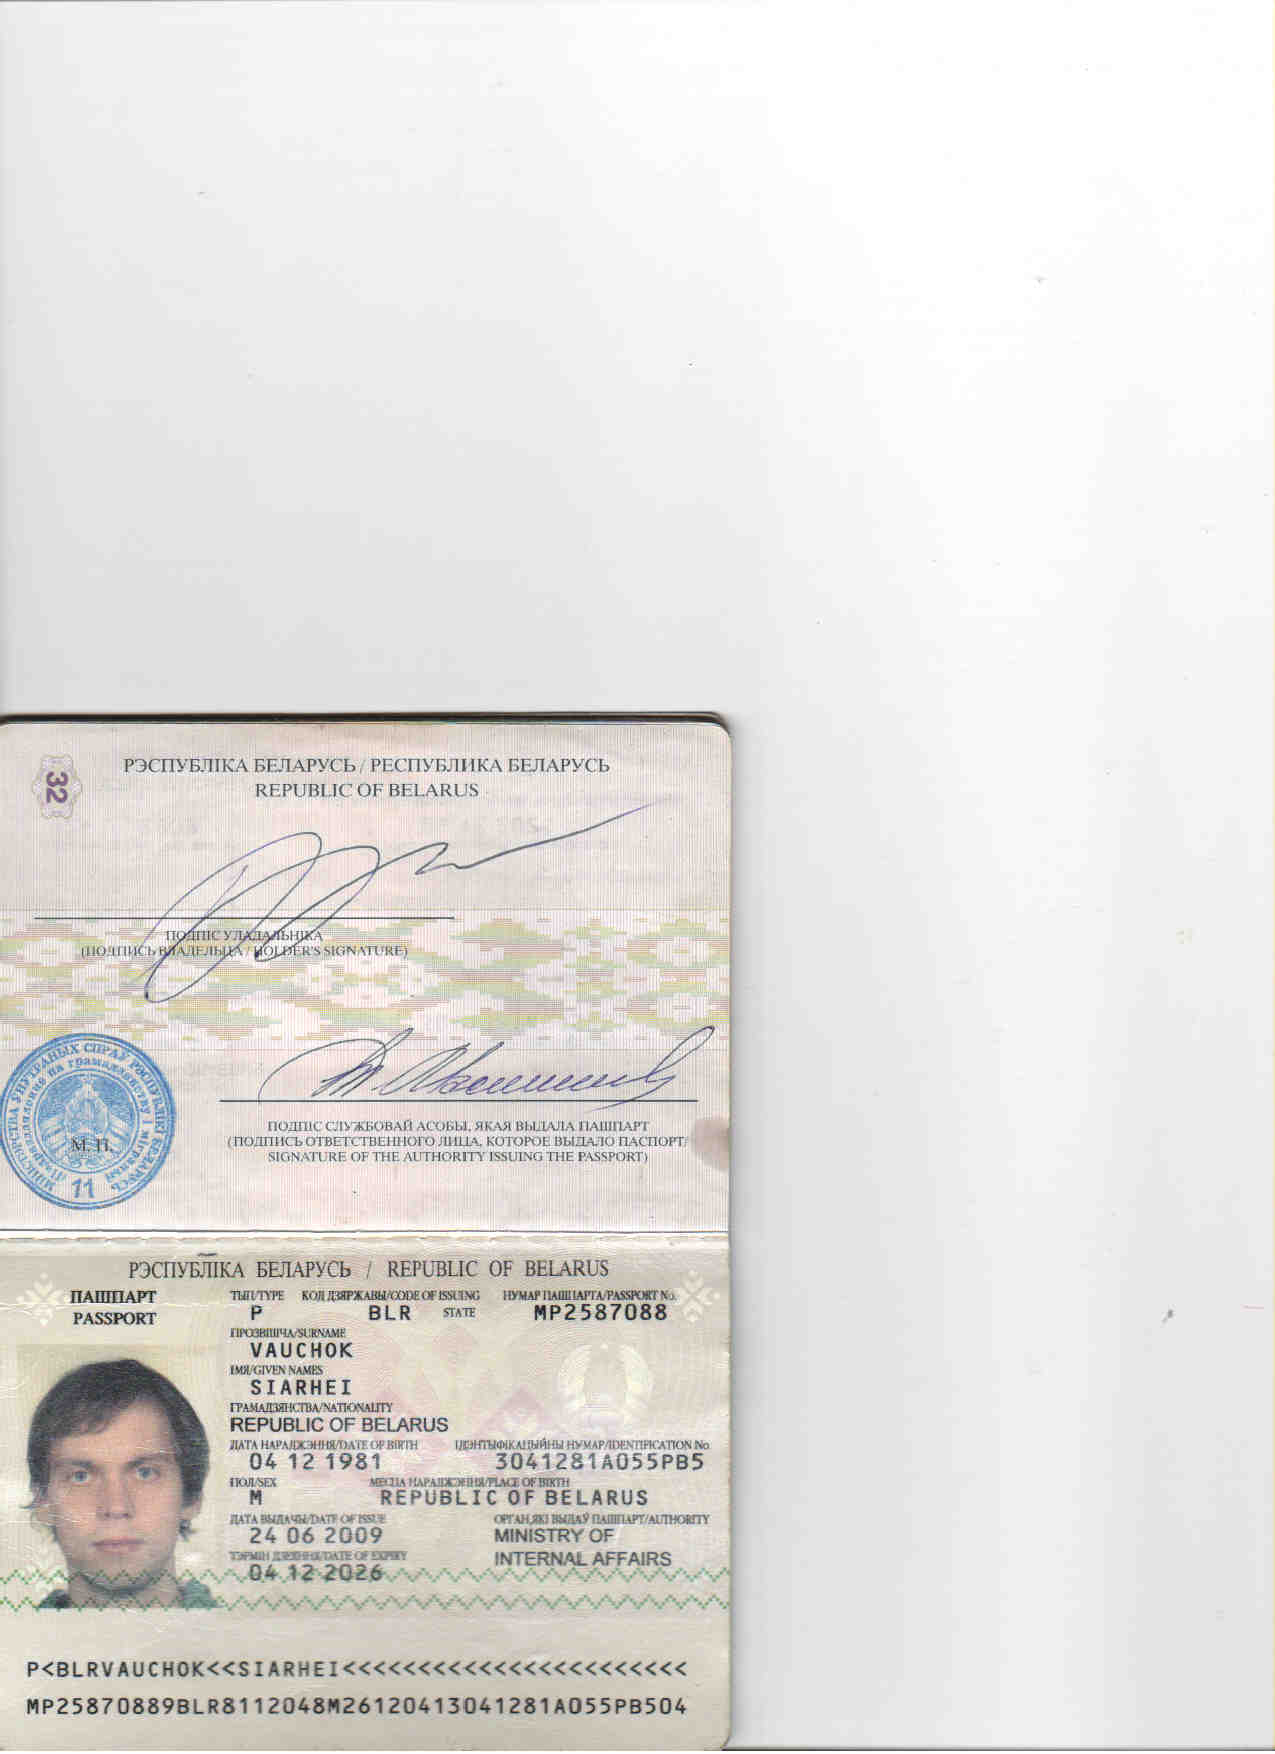 32
РЭСПУБЛІКА БЕЛАРУСЬ / РЕСПУБЛИКА БЕЛАРУСЬ
REPUBLIC OF BELARUS
ПОДПІС УЛАДАЛЬНІКА
(ПОДПИСЬ ВЛАДЕЛЬЦА / HOLDER'S SIGNATURE)
МІНІСТЭРСТВА УНУТРАНЫХ СПРАЎ РЭСПУБЛІКІ БЕЛАРУСЬ
М. П.
11
ПОДПІС СЛУЖБОВАЙ АСОБЫ, ЯКАЯ ВЫДАЛА ПАШПАРТ
(ПОДПИСЬ ОТВЕТСТВЕННОГО ЛИЦА, КОТОРОЕ ВЫДАЛО ПАСПОРТ/
SIGNATURE OF THE AUTHORITY ISSUING THE PASSPORT)
РЭСПУБЛІКА БЕЛАРУСЬ / REPUBLIC OF BELARUS
ПАШПАРТ ТЫП/TYPE КОД ДЗЯРЖАВЫ/CODE OF ISSUING НУМАР ПАШПАРТА/PASSPORT No.
PASSPORT P BLR STATE MP2587088
ПРОЗВІШЧА/SURNAME
VAUCHOK
ІМЯ/GIVEN NAMES
SIARHEI
ГРАМАДЗЯНСТВА/NATIONALITY
REPUBLIC OF BELARUS
ДАТА НАРАДЖЭННЯ/DATE OF BIRTH ІДЭНТЫФІКАЦЫЙНЫ НУМАР/IDENTIFICATION No.
04 12 1981 3041281A055PB5
ПОЛ/SEX МЕСЦА НАРАДЖЭННЯ/PLACE OF BIRTH
M REPUBLIC OF BELARUS
ДАТА ВЫДАЧЫ/DATE OF ISSUE ОРГАН, ЯКІ ВЫДАЎ ПАШПАРТ/AUTHORITY
24 06 2009 MINISTRY OF
ТЭРМІН ДЗЕЯННЯ/DATE OF EXPIRY INTERNAL AFFAIRS
04 12 2026
P<BLRVAUCHOK<<SIARHEI<<<<<<<<<<<<<<<<<<<<<<<
MP25870889BLR8112048M26120413041281A055PB504